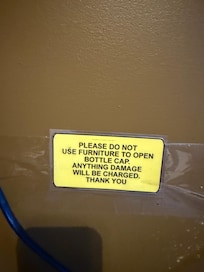 PLEASE DO NOT
USE FURNITURE TO OPEN
BOTTLE CAP.
ANYTHING DAMAGE
WILL BE CHARGED.
THANK YOU